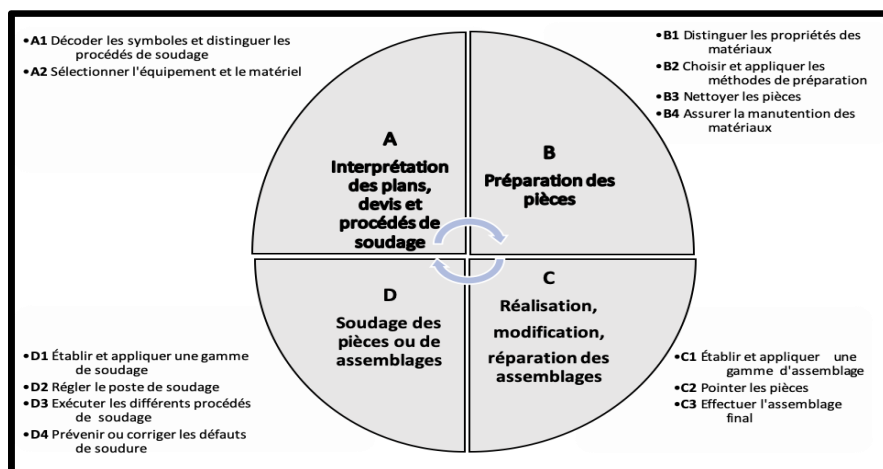 •A1 Décoder les symboles et distinguer les
procédés de soudage
•A2 Sélectionner l'équipement et le matériel
•B1 Distinguer les propriétés des
matériaux
•B2 Choisir et appliquer les
méthodes de préparation
•B3 Nettoyer les pièces
•B4 Assurer la manutention des
matériaux
A
Interprétation
des plans,
devis et
procédés de
soudage
B
Préparation des
pièces
D
Soudage des
pièces ou de
assemblages
C
Réalisation,
modification,
réparation des
assemblages
•D1 Établir et appliquer une gamme
de soudage
•D2 Régler le poste de soudage
•D3 Exécuter les différents procédés
de soudage
•D4 Prévenir ou corriger les défauts
de soudure
•C1 Établir et appliquer une
gamme d'assemblage
•C2 Pointer les pièces
•C3 Effectuer l'assemblage
final